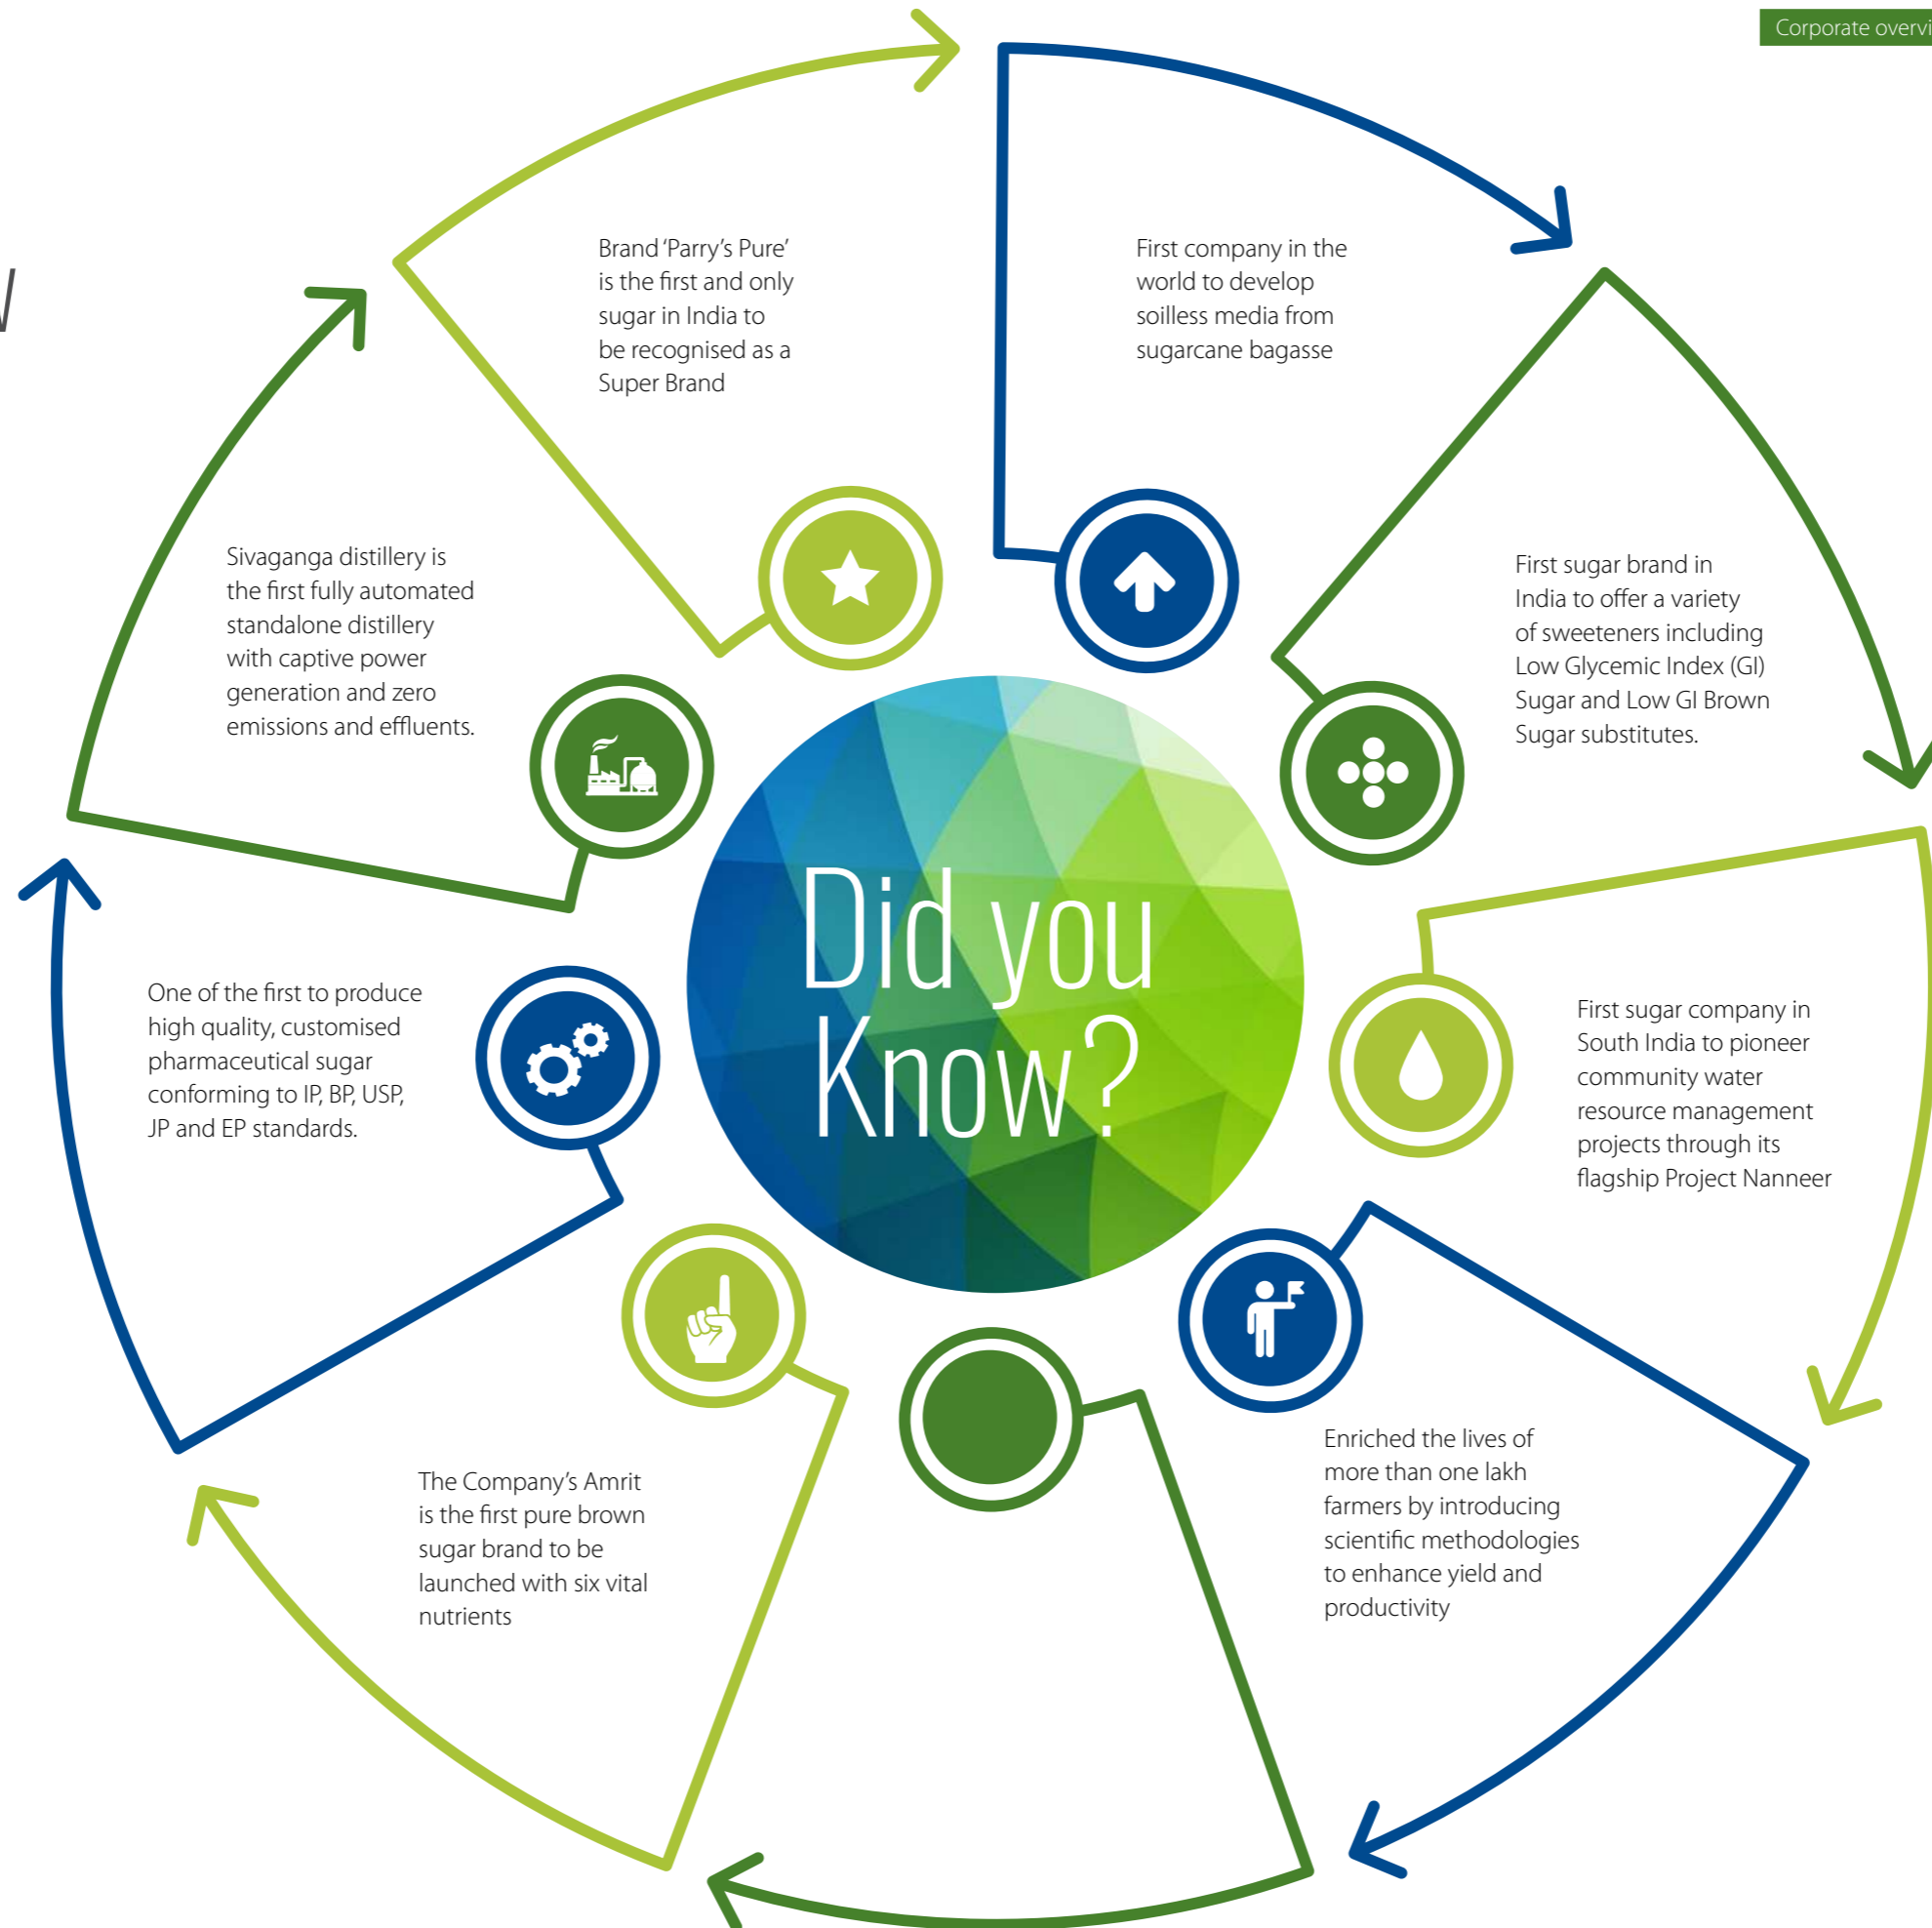 Corporate overvi
Brand ‘Parry’s Pure’
is the first and only
sugar in India to
be recognised as a
Super Brand
First company in the
world to develop
soilless media from
sugarcane bagasse
First sugar brand in
India to offer a variety
of sweeteners including
Low Glycemic Index (GI)
Sugar and Low GI Brown
Sugar substitutes.
First sugar company in
South India to pioneer
community water
resource management
projects through its
flagship Project Nanneer
Enriched the lives of
more than one lakh
farmers by introducing
scientific methodologies
to enhance yield and
productivity
The Company’s Amrit
is the first pure brown
sugar brand to be
launched with six vital
nutrients
One of the first to produce
high quality, customised
pharmaceutical sugar
conforming to IP, BP, USP,
JP and EP standards.
Sivaganga distillery is
the first fully automated
standalone distillery
with captive power
generation and zero
emissions and effluents.
Did you
Know?